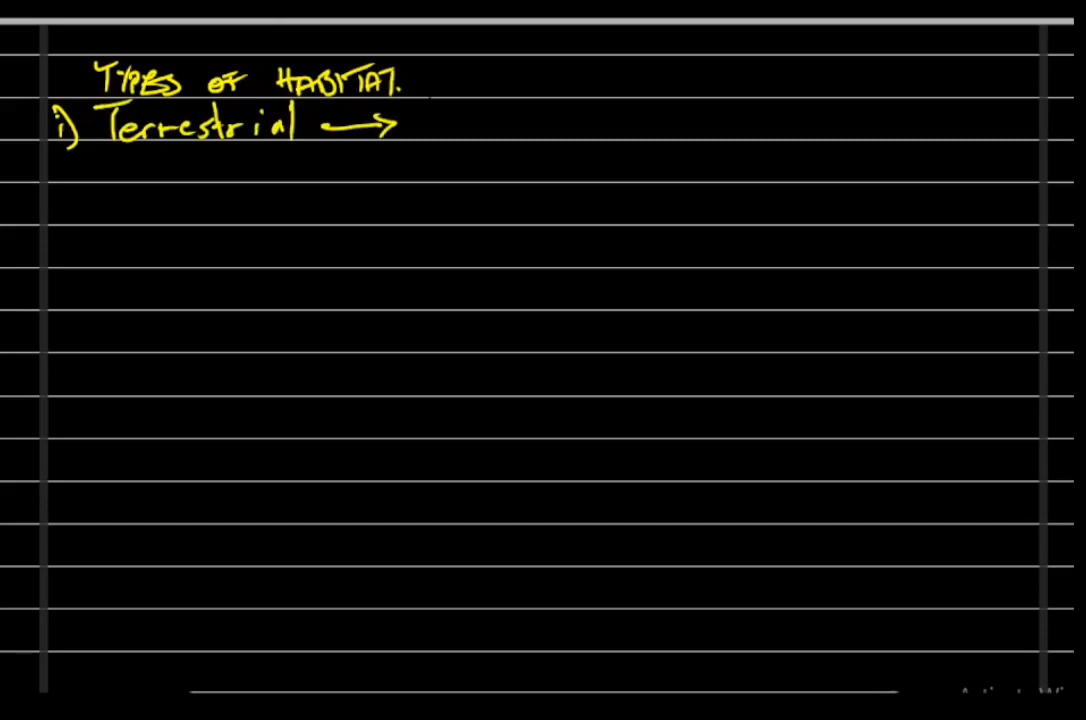 TYPES OF HABITAT.
i) Terrestrial →